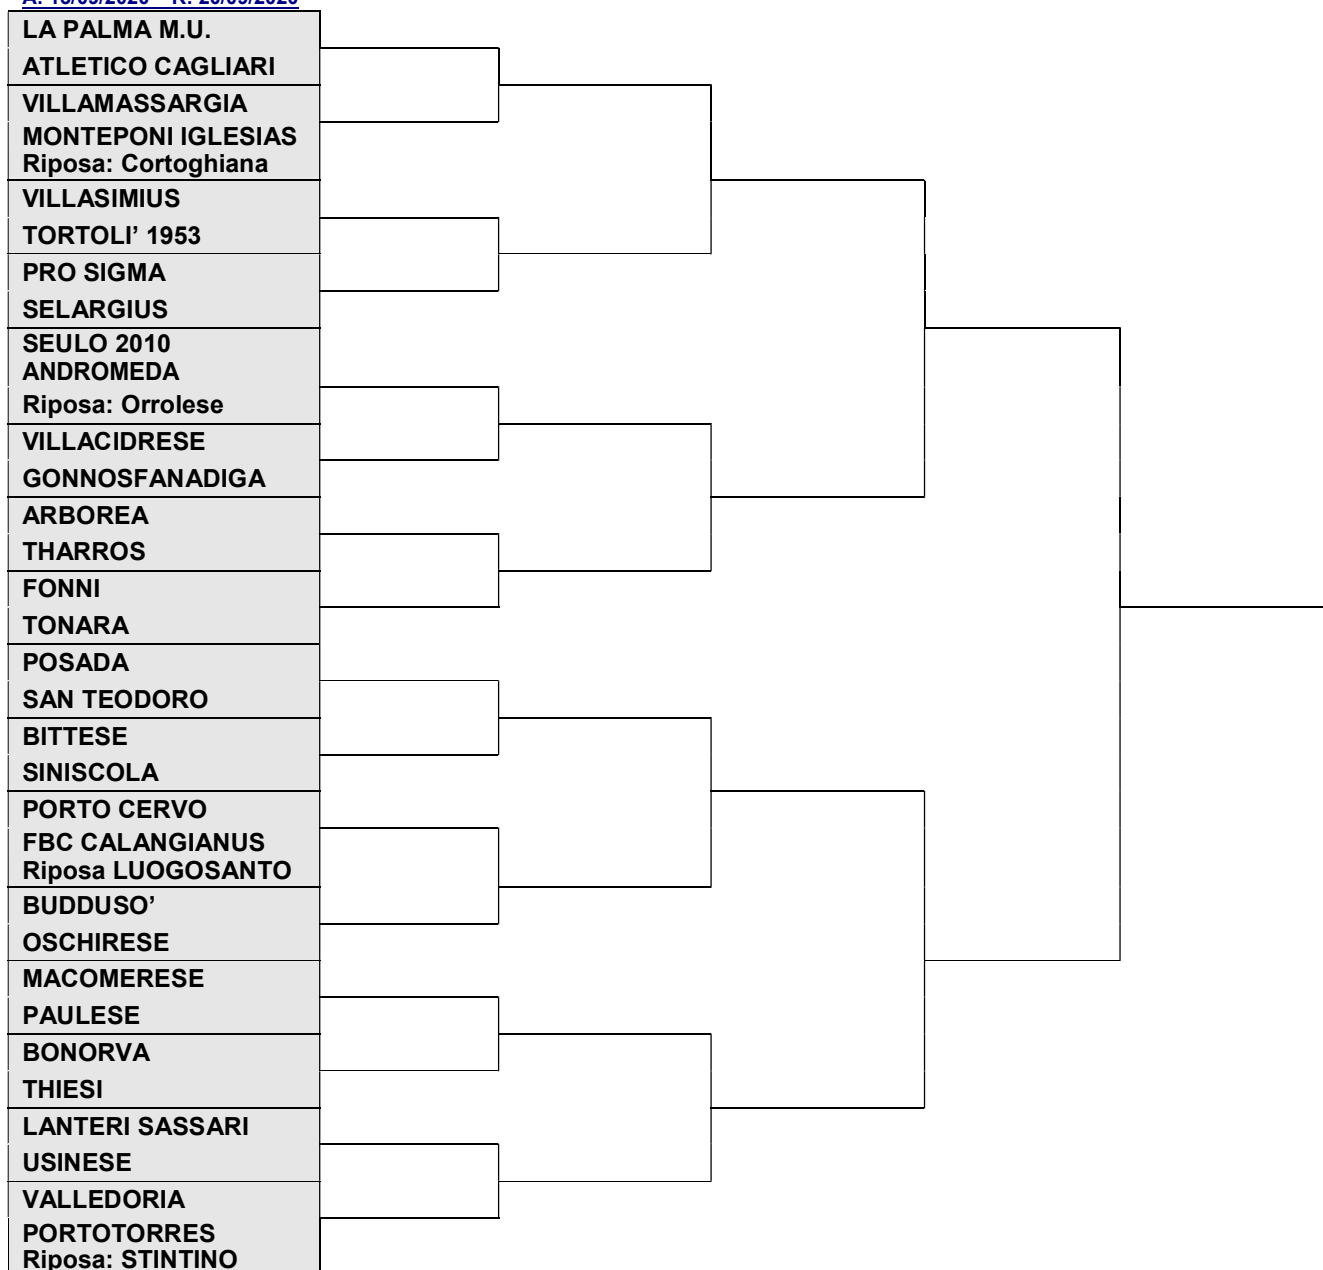 LA PALMA M.U.
ATLETICO CAGLIARI
VILLAMASSARGIA
MONTEPONI IGLESIAS
Riposa: Cortoghiana
VILLASIMIUS
TORTOLI’ 1953
PRO SIGMA
SELARGIUS
SEULO 2010
ANDROMEDA
Riposa: Orrolese
VILLACIDRESE
GONNOSFANADIGA
ARBOREA
THARROS
FONNI
TONARA
POSADA
SAN TEODORO
BITTESE
SINISCOLA
PORTO CERVO
FBC CALANGIANUS
Riposa LUOGOSANTO
BUDDUSO’
OSCHIRESE
MACOMERESE
PAULESE
BONORVA
THIESI
LANTERI SASSARI
USINESE
VALLEDORIA
PORTOTORRES
Riposa: STINTINO